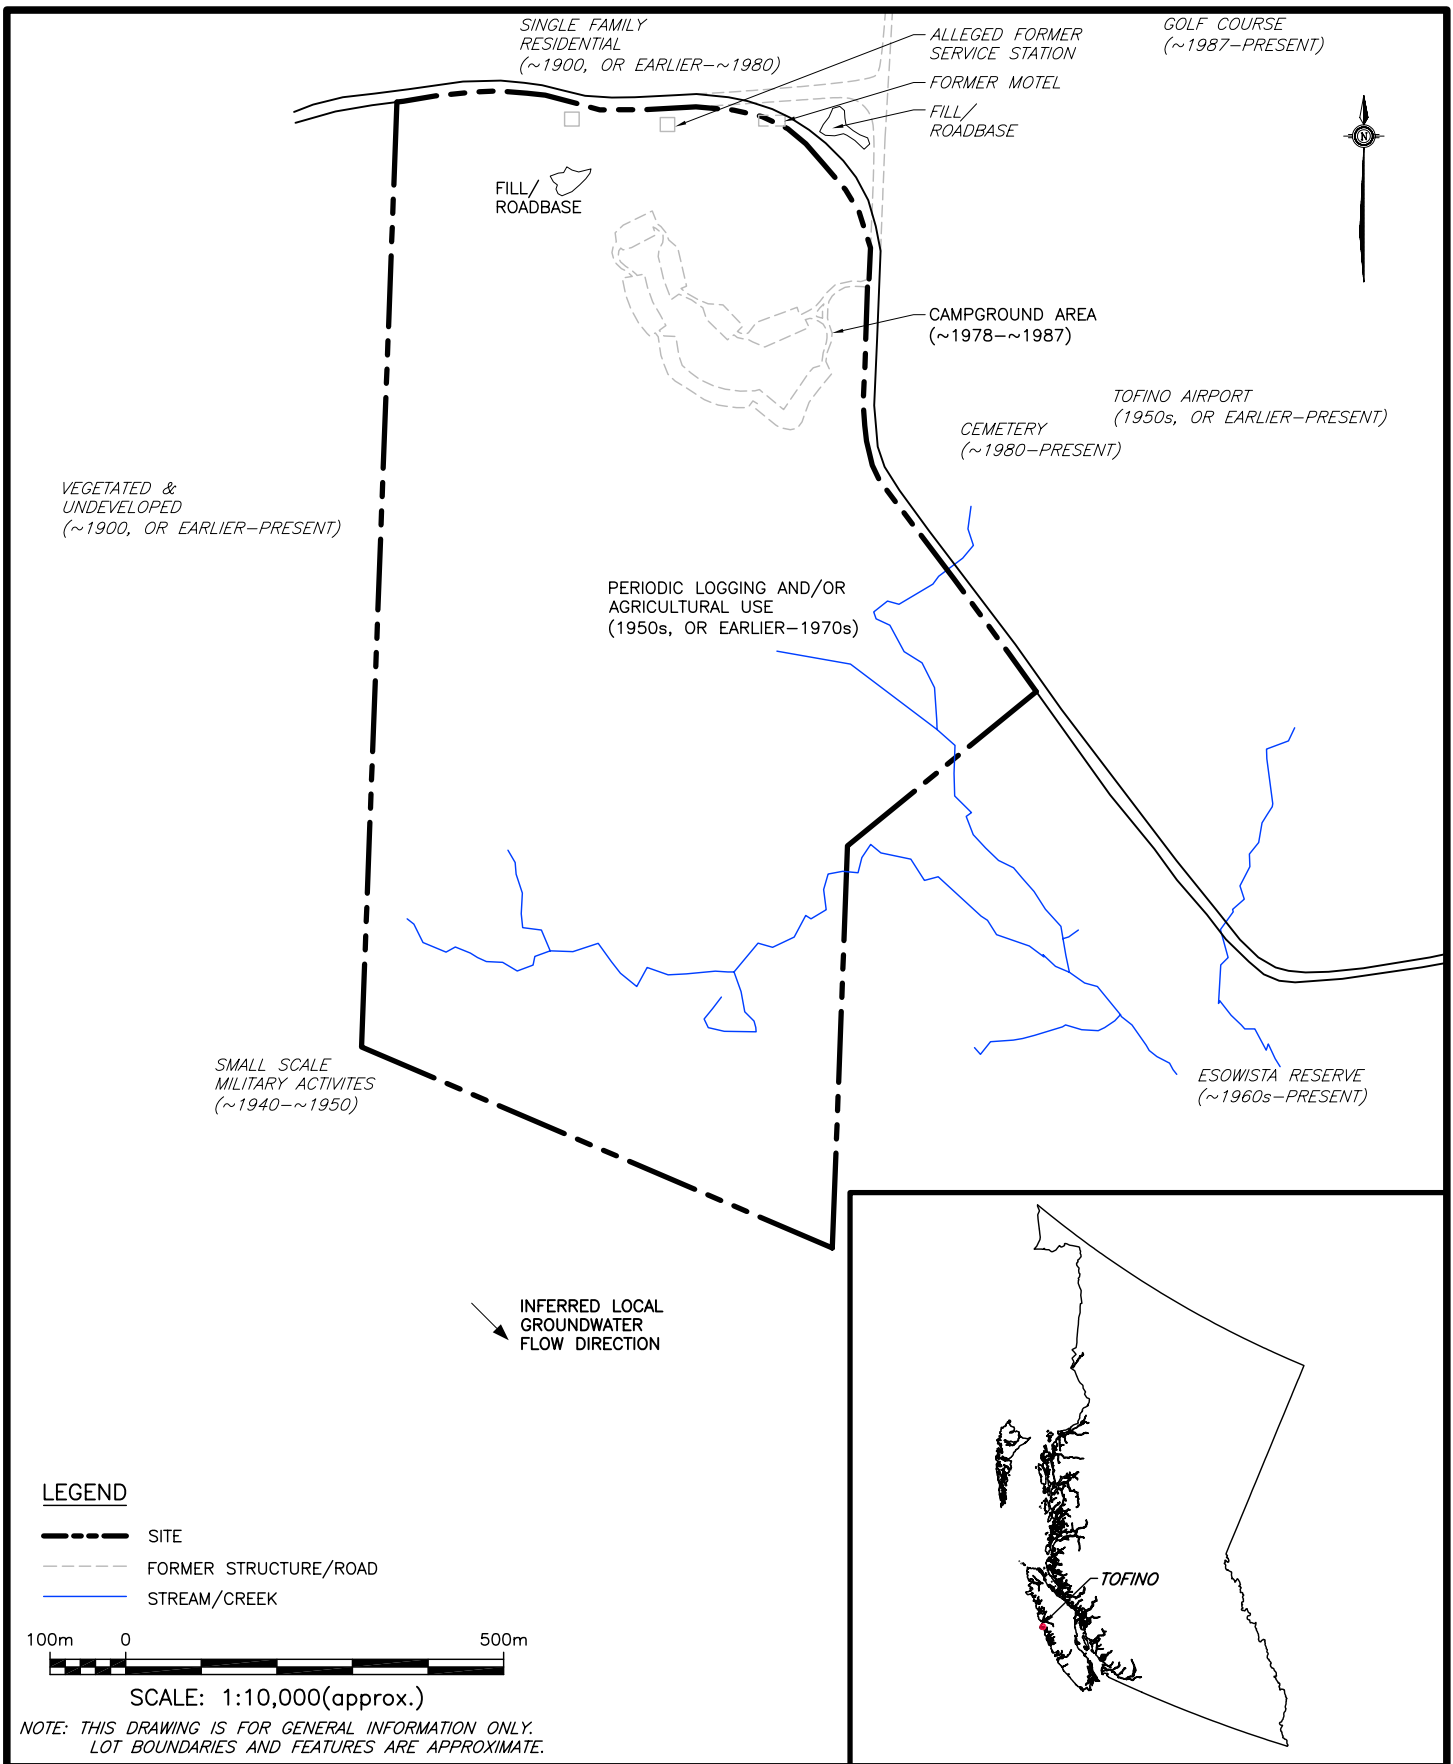 SINGLE FAMILY
RESIDENTIAL
(~1900, OR EARLIER-~1980)
ALLEGED FORMER
SERVICE STATION
FORMER MOTEL
FILL/
ROADBASE
GOLF COURSE
(~1987-PRESENT)
N
FILL/
ROADBASE
CAMPGROUND AREA
(~1978-~1987)
TOFINO AIRPORT
(1950s, OR EARLIER-PRESENT)
CEMETERY
(~1980-PRESENT)
VEGETATED &
UNDEVELOPED
(~1900, OR EARLIER-PRESENT)
PERIODIC LOGGING AND/OR
AGRICULTURAL USE
(1950s, OR EARLIER-1970s)
SMALL SCALE
MILITARY ACTIVITES
(~1940-~1950)
ESOWISTA RESERVE
(~1960s-PRESENT)
INFERRED LOCAL
GROUNDWATER
FLOW DIRECTION
TOFINO
LEGEND
SITE
FORMER STRUCTURE/ROAD
STREAM/CREEK
100m 0 500m
SCALE: 1:10,000(approx.)
NOTE: THIS DRAWING IS FOR GENERAL INFORMATION ONLY.
LOT BOUNDARIES AND FEATURES ARE APPROXIMATE.